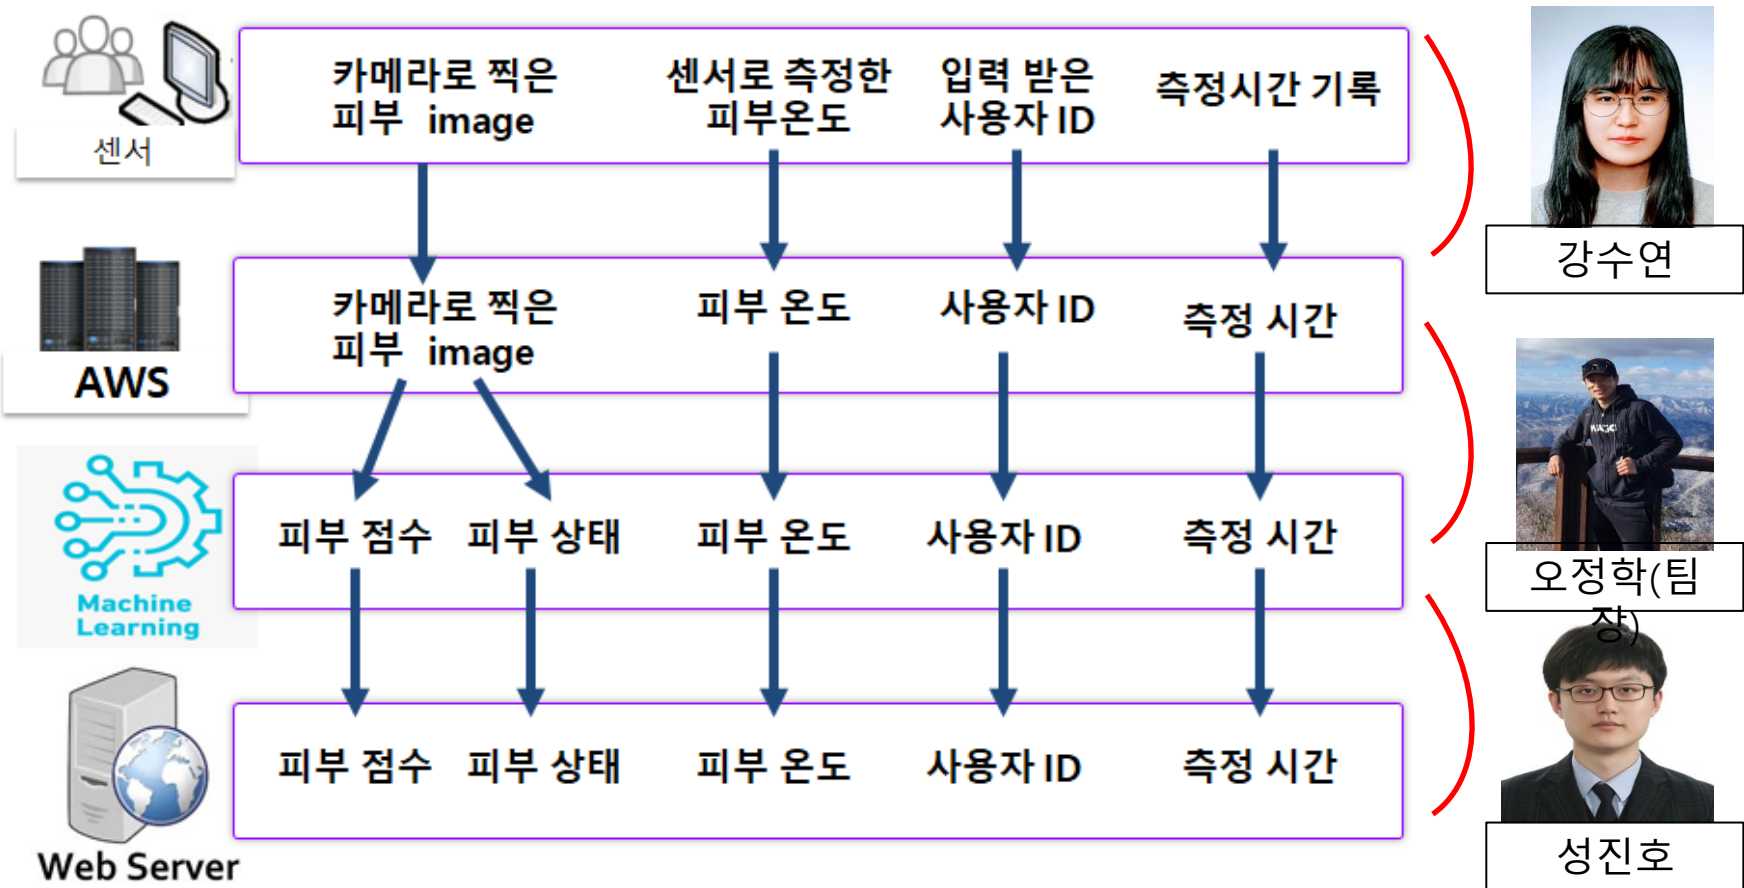 카메라로 찍은
피부 image
센서로 측정한
피부온도
입력 받은
사용자 ID
측정시간 기록
센서
강수연
카메라로 찍은
피부 image
피부 온도
사용자 ID
측정 시간
AWS
오정학(팀
장)
피부 점수
피부 상태
피부 온도
사용자 ID
측정 시간
Machine
Learning
피부 점수
피부 상태
피부 온도
사용자 ID
측정 시간
Web Server
성진호